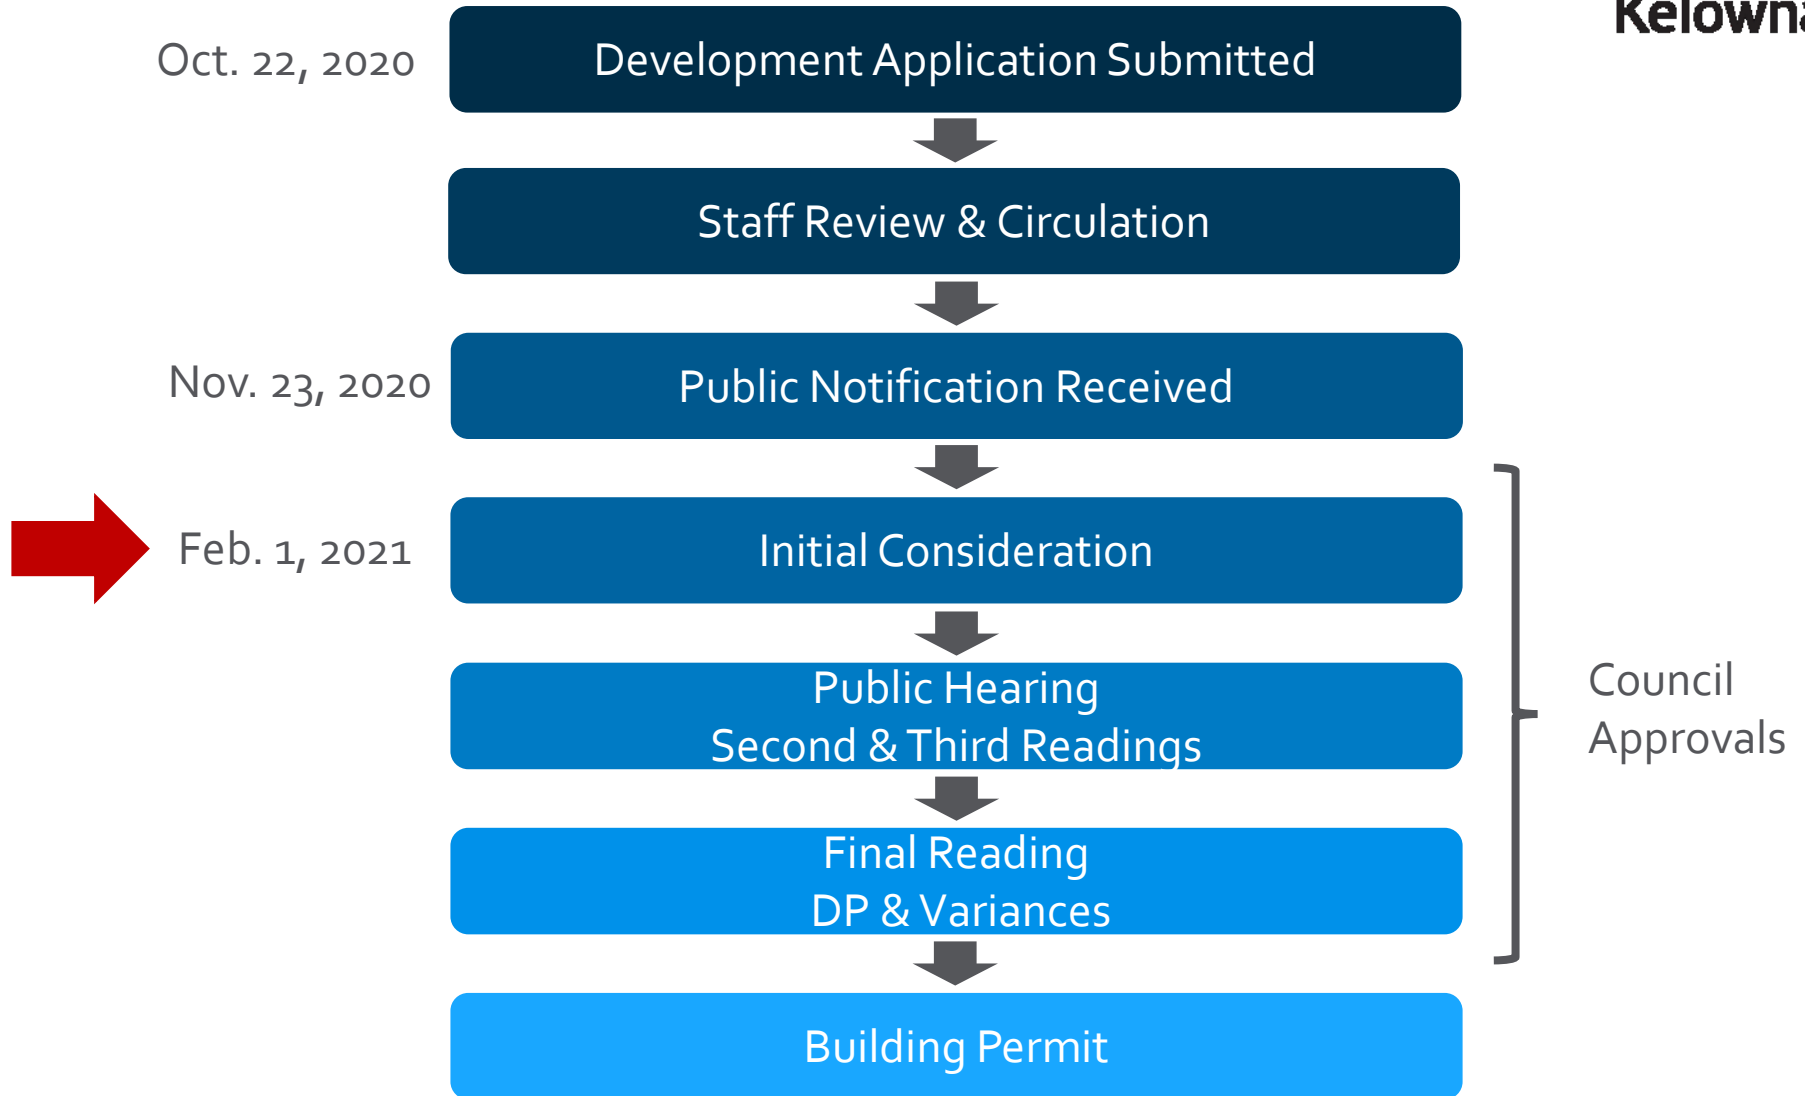 Kelowna
Oct. 22, 2020
Development Application Submitted
Staff Review & Circulation
Nov. 23, 2020
Public Notification Received
Feb. 1, 2021
Initial Consideration
Public Hearing
Second & Third Readings
Council
Approvals
Final Reading
DP & Variances
Building Permit